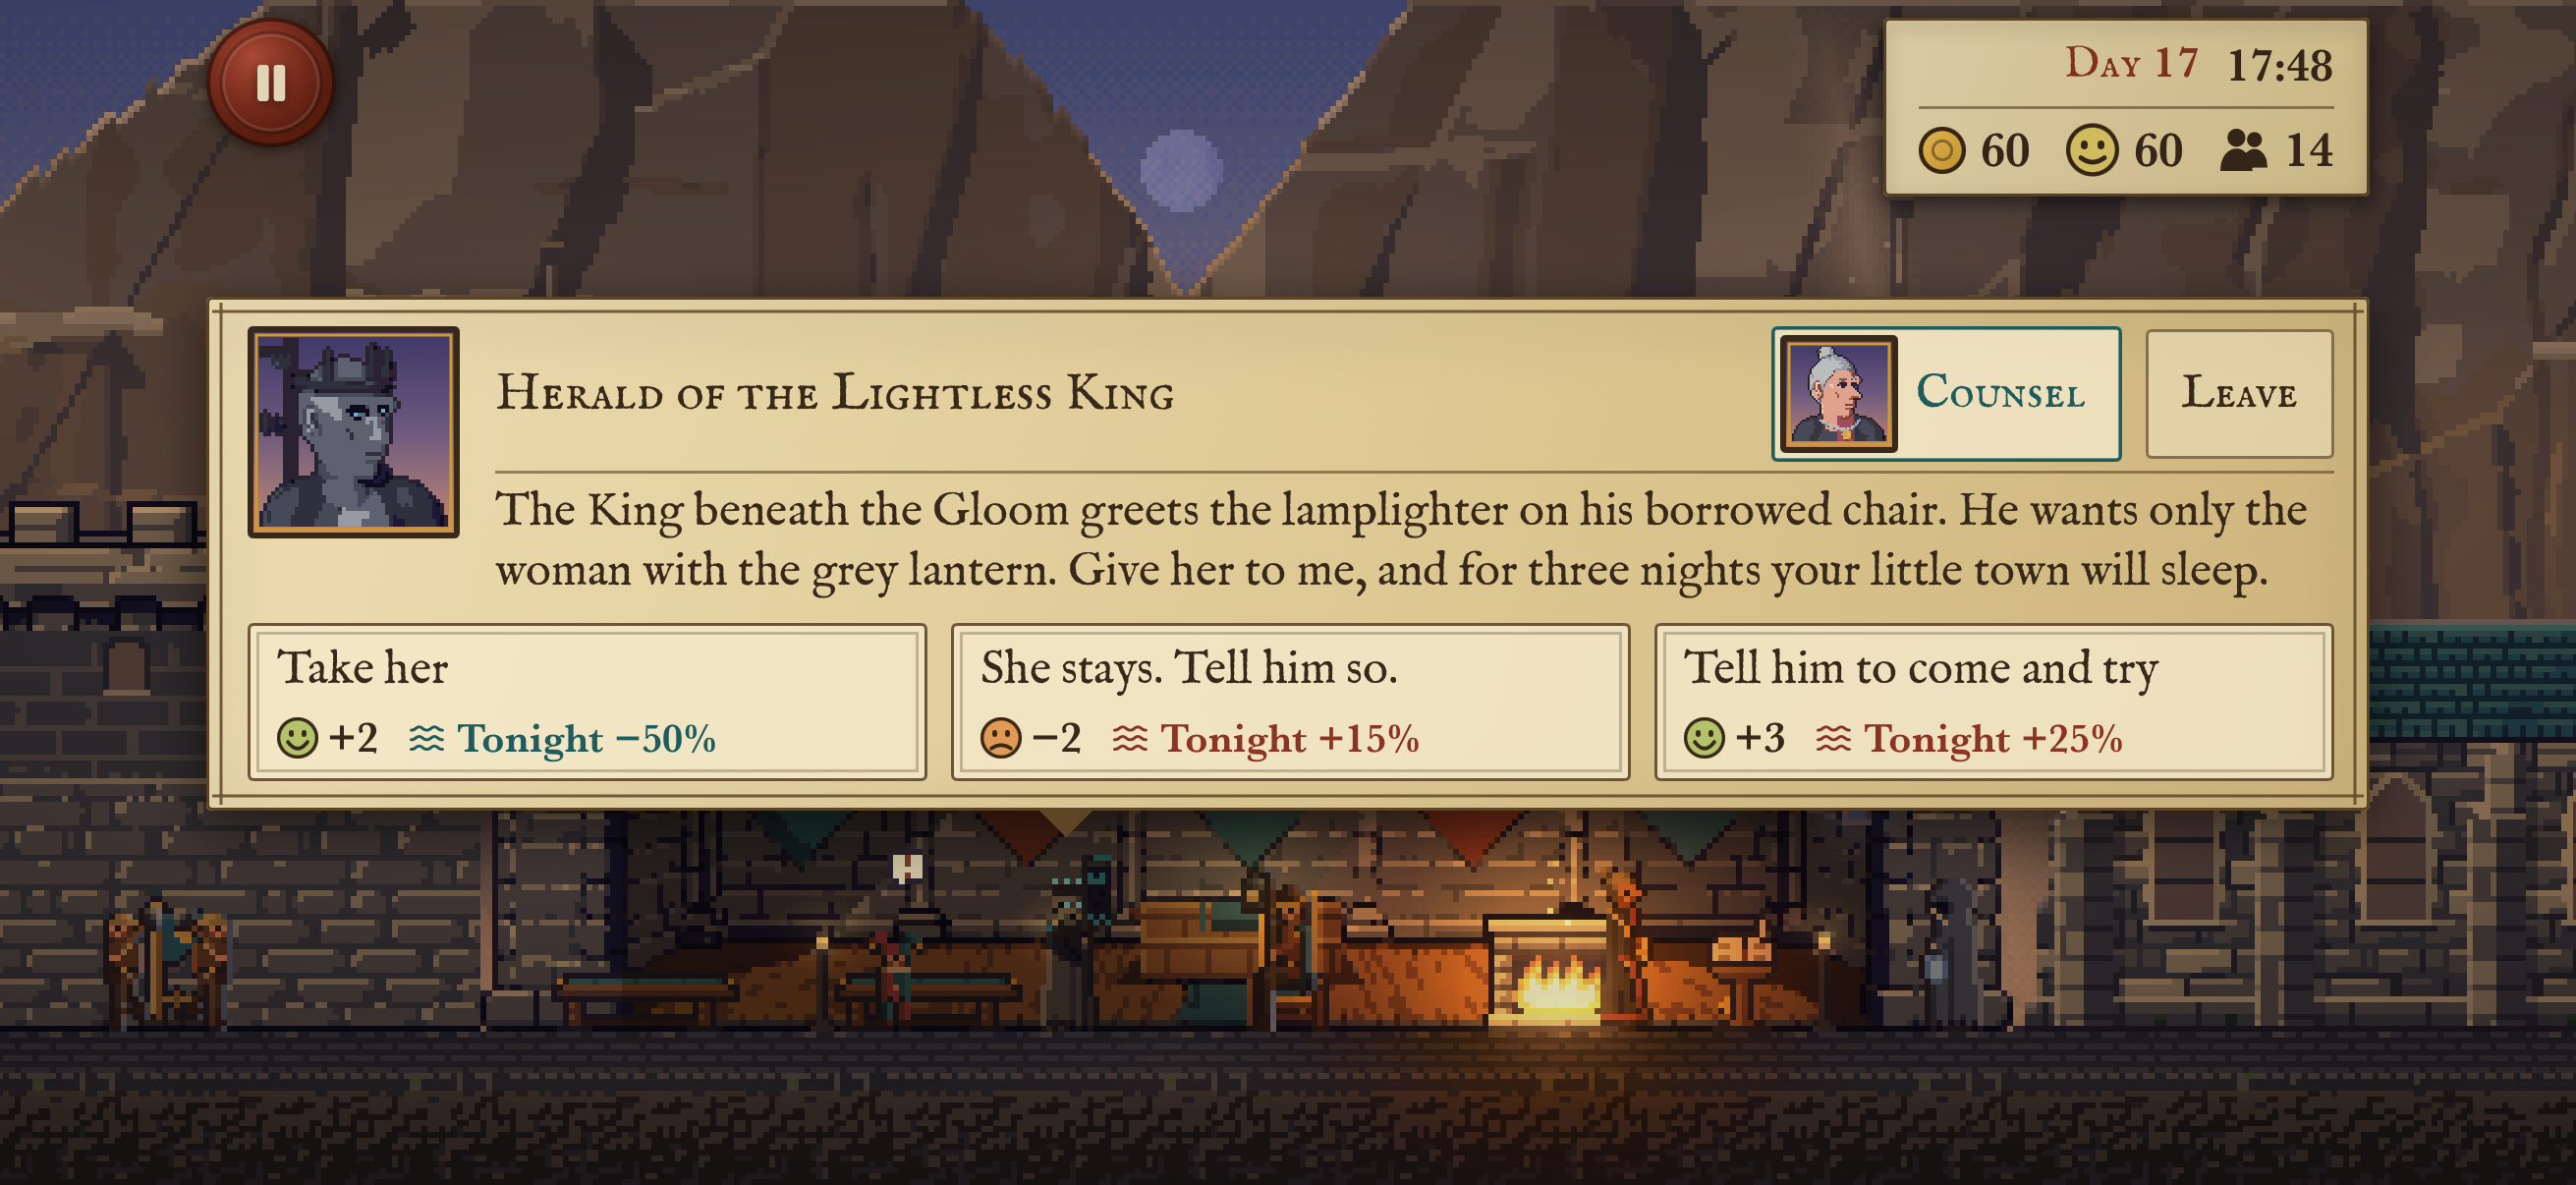 Day 17 17:48
60 60 14
Herald of the Lightless King
Counsel
Leave
The King beneath the Gloom greets the lamplighter on his borrowed chair. He wants only the
woman with the grey lantern. Give her to me, and for three nights your little town will sleep.
Take her
+2 Tonight −50%
She stays. Tell him so.
−2 Tonight +15%
Tell him to come and try
+3 Tonight +25%